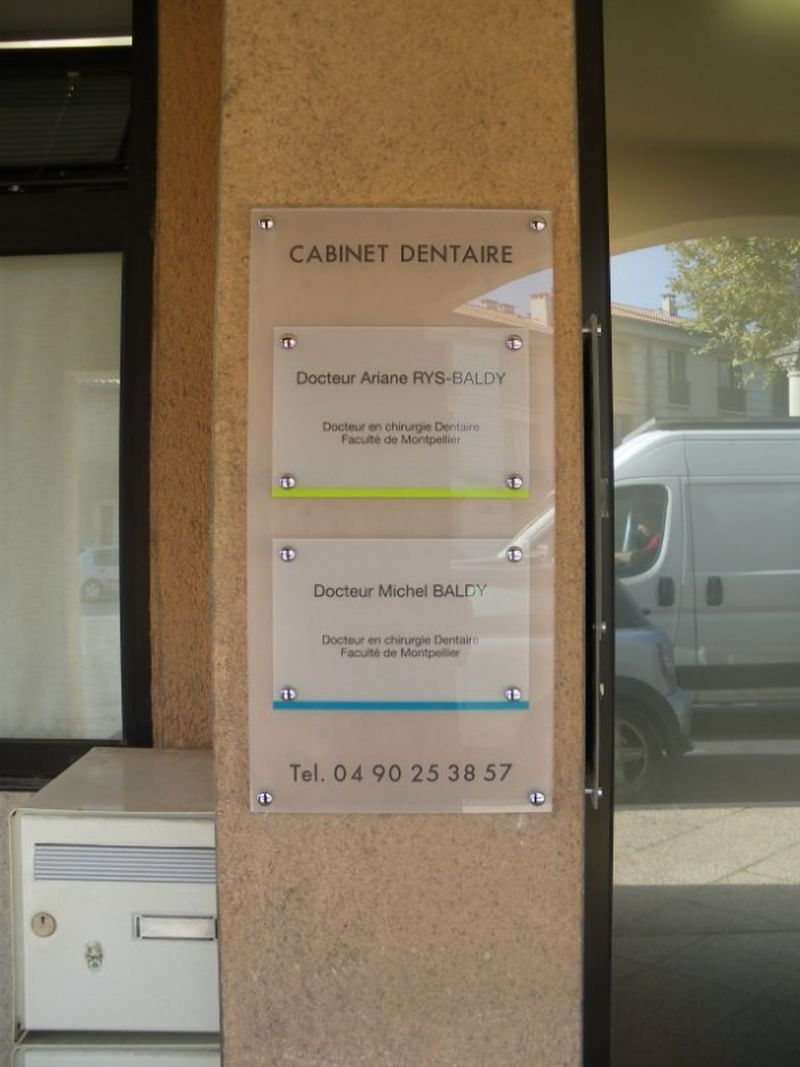 CABINET DENTAIRE
Docteur Ariane RYS-BALDY
Docteur en chirurgie Dentaire
Faculté de Montpellier
Docteur Michel BALDY
Docteur en chirurgie Dentaire
Faculté de Montpellier
Tel. 04 90 25 38 57